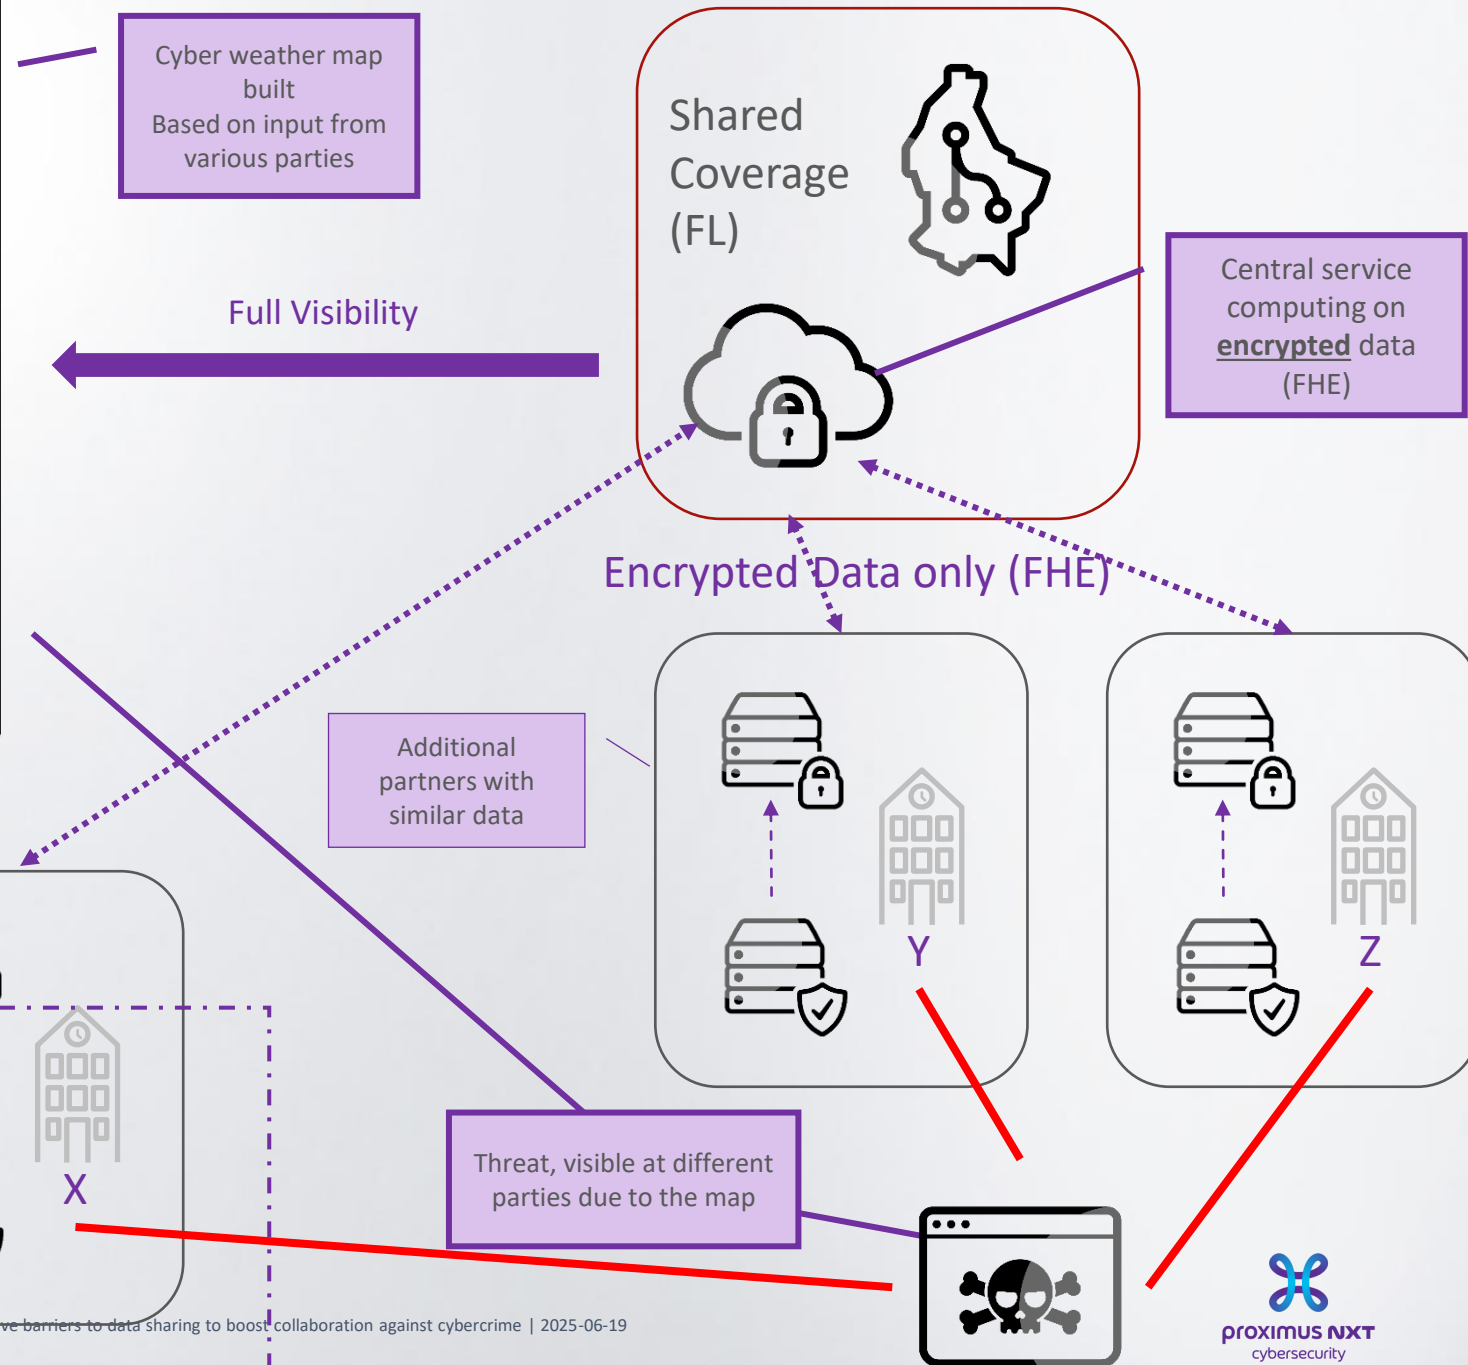 Cyber weather map
built
Based on input from
various parties
Shared
Coverage
(FL)
Full Visibility
Central service
computing on
encrypted data
(FHE)
Encrypted Data only (FHE)
Additional
partners with
similar data
Y
Z
X
Threat, visible at different
parties due to the map
barriers to data sharing to boost collaboration against cybercrime | 2025-06-19
proximus NXT
cybersecurity